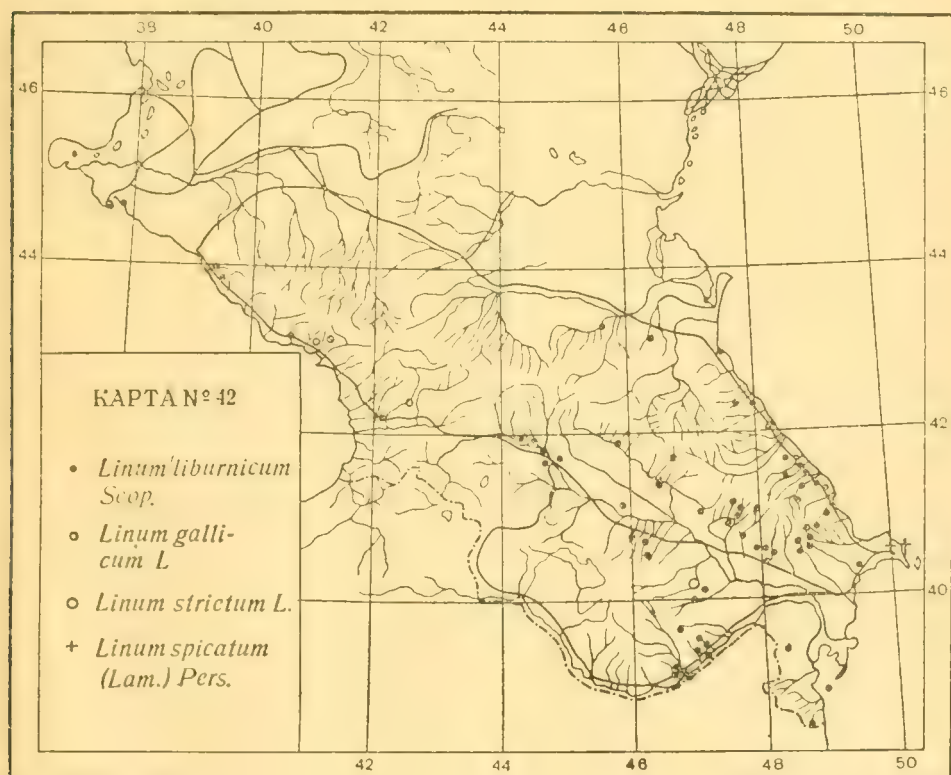 38 40 42 44 46 48 50
46 46
44 44
42 42
40 40
КАРТА № 42
Linum liburnicum
Scop.
Linum galli-
cum L
Linum strictum L.
Linum spicatum
(Lam.) Pers.
42 44 46 48 50